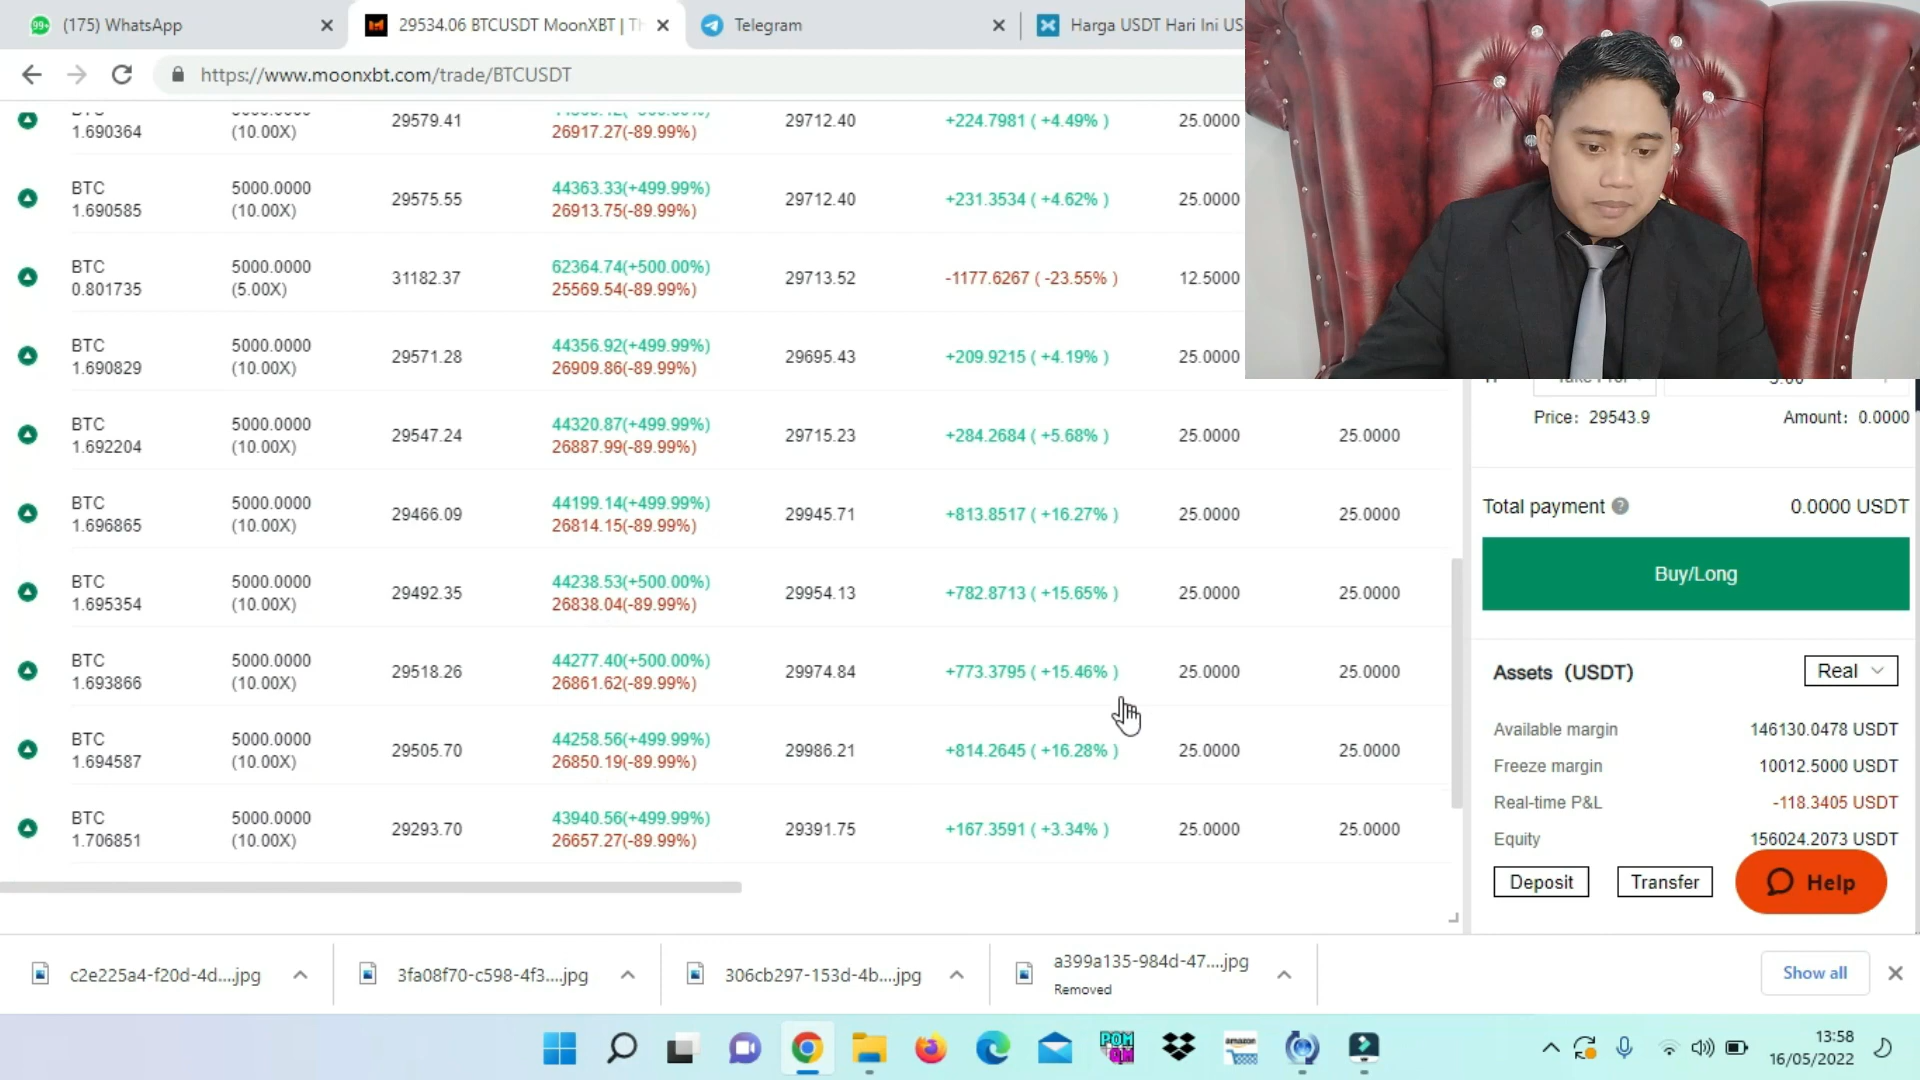 99+ (175) WhatsApp
29534.06 BTCUSDT MoonXBT | Th
Telegram
Harga USDT Hari Ini US
https://www.moonxbt.com/trade/BTCUSDT
1.690364 (10.00X) 29579.41 26917.27(-89.99%) 29712.40 +224.7981 ( +4.49% ) 25.0000
BTC 5000.0000 44363.33(+499.99%)
1.690585 (10.00X) 29575.55 26913.75(-89.99%) 29712.40 +231.3534 ( +4.62% ) 25.0000
BTC 5000.0000 62364.74(+500.00%)
0.801735 (5.00X) 31182.37 25569.54(-89.99%) 29713.52 -1177.6267 ( -23.55% ) 12.5000
BTC 5000.0000 44356.92(+499.99%)
1.690829 (10.00X) 29571.28 26909.86(-89.99%) 29695.43 +209.9215 ( +4.19% ) 25.0000
BTC 5000.0000 44320.87(+499.99%)
1.692204 (10.00X) 29547.24 26887.99(-89.99%) 29715.23 +284.2684 ( +5.68% ) 25.0000 25.0000
BTC 5000.0000 44199.14(+499.99%)
1.696865 (10.00X) 29466.09 26814.15(-89.99%) 29945.71 +813.8517 ( +16.27% ) 25.0000 25.0000
BTC 5000.0000 44238.53(+500.00%)
1.695354 (10.00X) 29492.35 26838.04(-89.99%) 29954.13 +782.8713 ( +15.65% ) 25.0000 25.0000
BTC 5000.0000 44277.40(+500.00%)
1.693866 (10.00X) 29518.26 26861.62(-89.99%) 29974.84 +773.3795 ( +15.46% ) 25.0000 25.0000
BTC 5000.0000 44258.56(+499.99%)
1.694587 (10.00X) 29505.70 26850.19(-89.99%) 29986.21 +814.2645 ( +16.28% ) 25.0000 25.0000
BTC 5000.0000 43940.56(+499.99%)
1.706851 (10.00X) 29293.70 26657.27(-89.99%) 29391.75 +167.3591 ( +3.34% ) 25.0000 25.0000
Price: 29543.9 Amount: 0.0000
Total payment ? 0.0000 USDT
Buy/Long
Assets (USDT) Real
Available margin 146130.0478 USDT
Freeze margin 10012.5000 USDT
Real-time P&L -118.3405 USDT
Equity 156024.2073 USDT
Deposit Transfer Help
c2e225a4-f20d-4d....jpg
3fa08f70-c598-4f3....jpg
306cb297-153d-4b....jpg
a399a135-984d-47....jpg
Removed
Show all
POM QM
amazon
13:58
16/05/2022